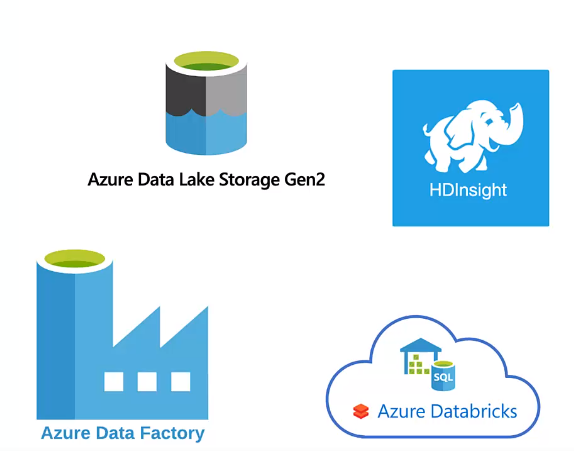 Azure Data Lake Storage Gen2
HDInsight
Azure Data Factory
SQL
Azure Databricks